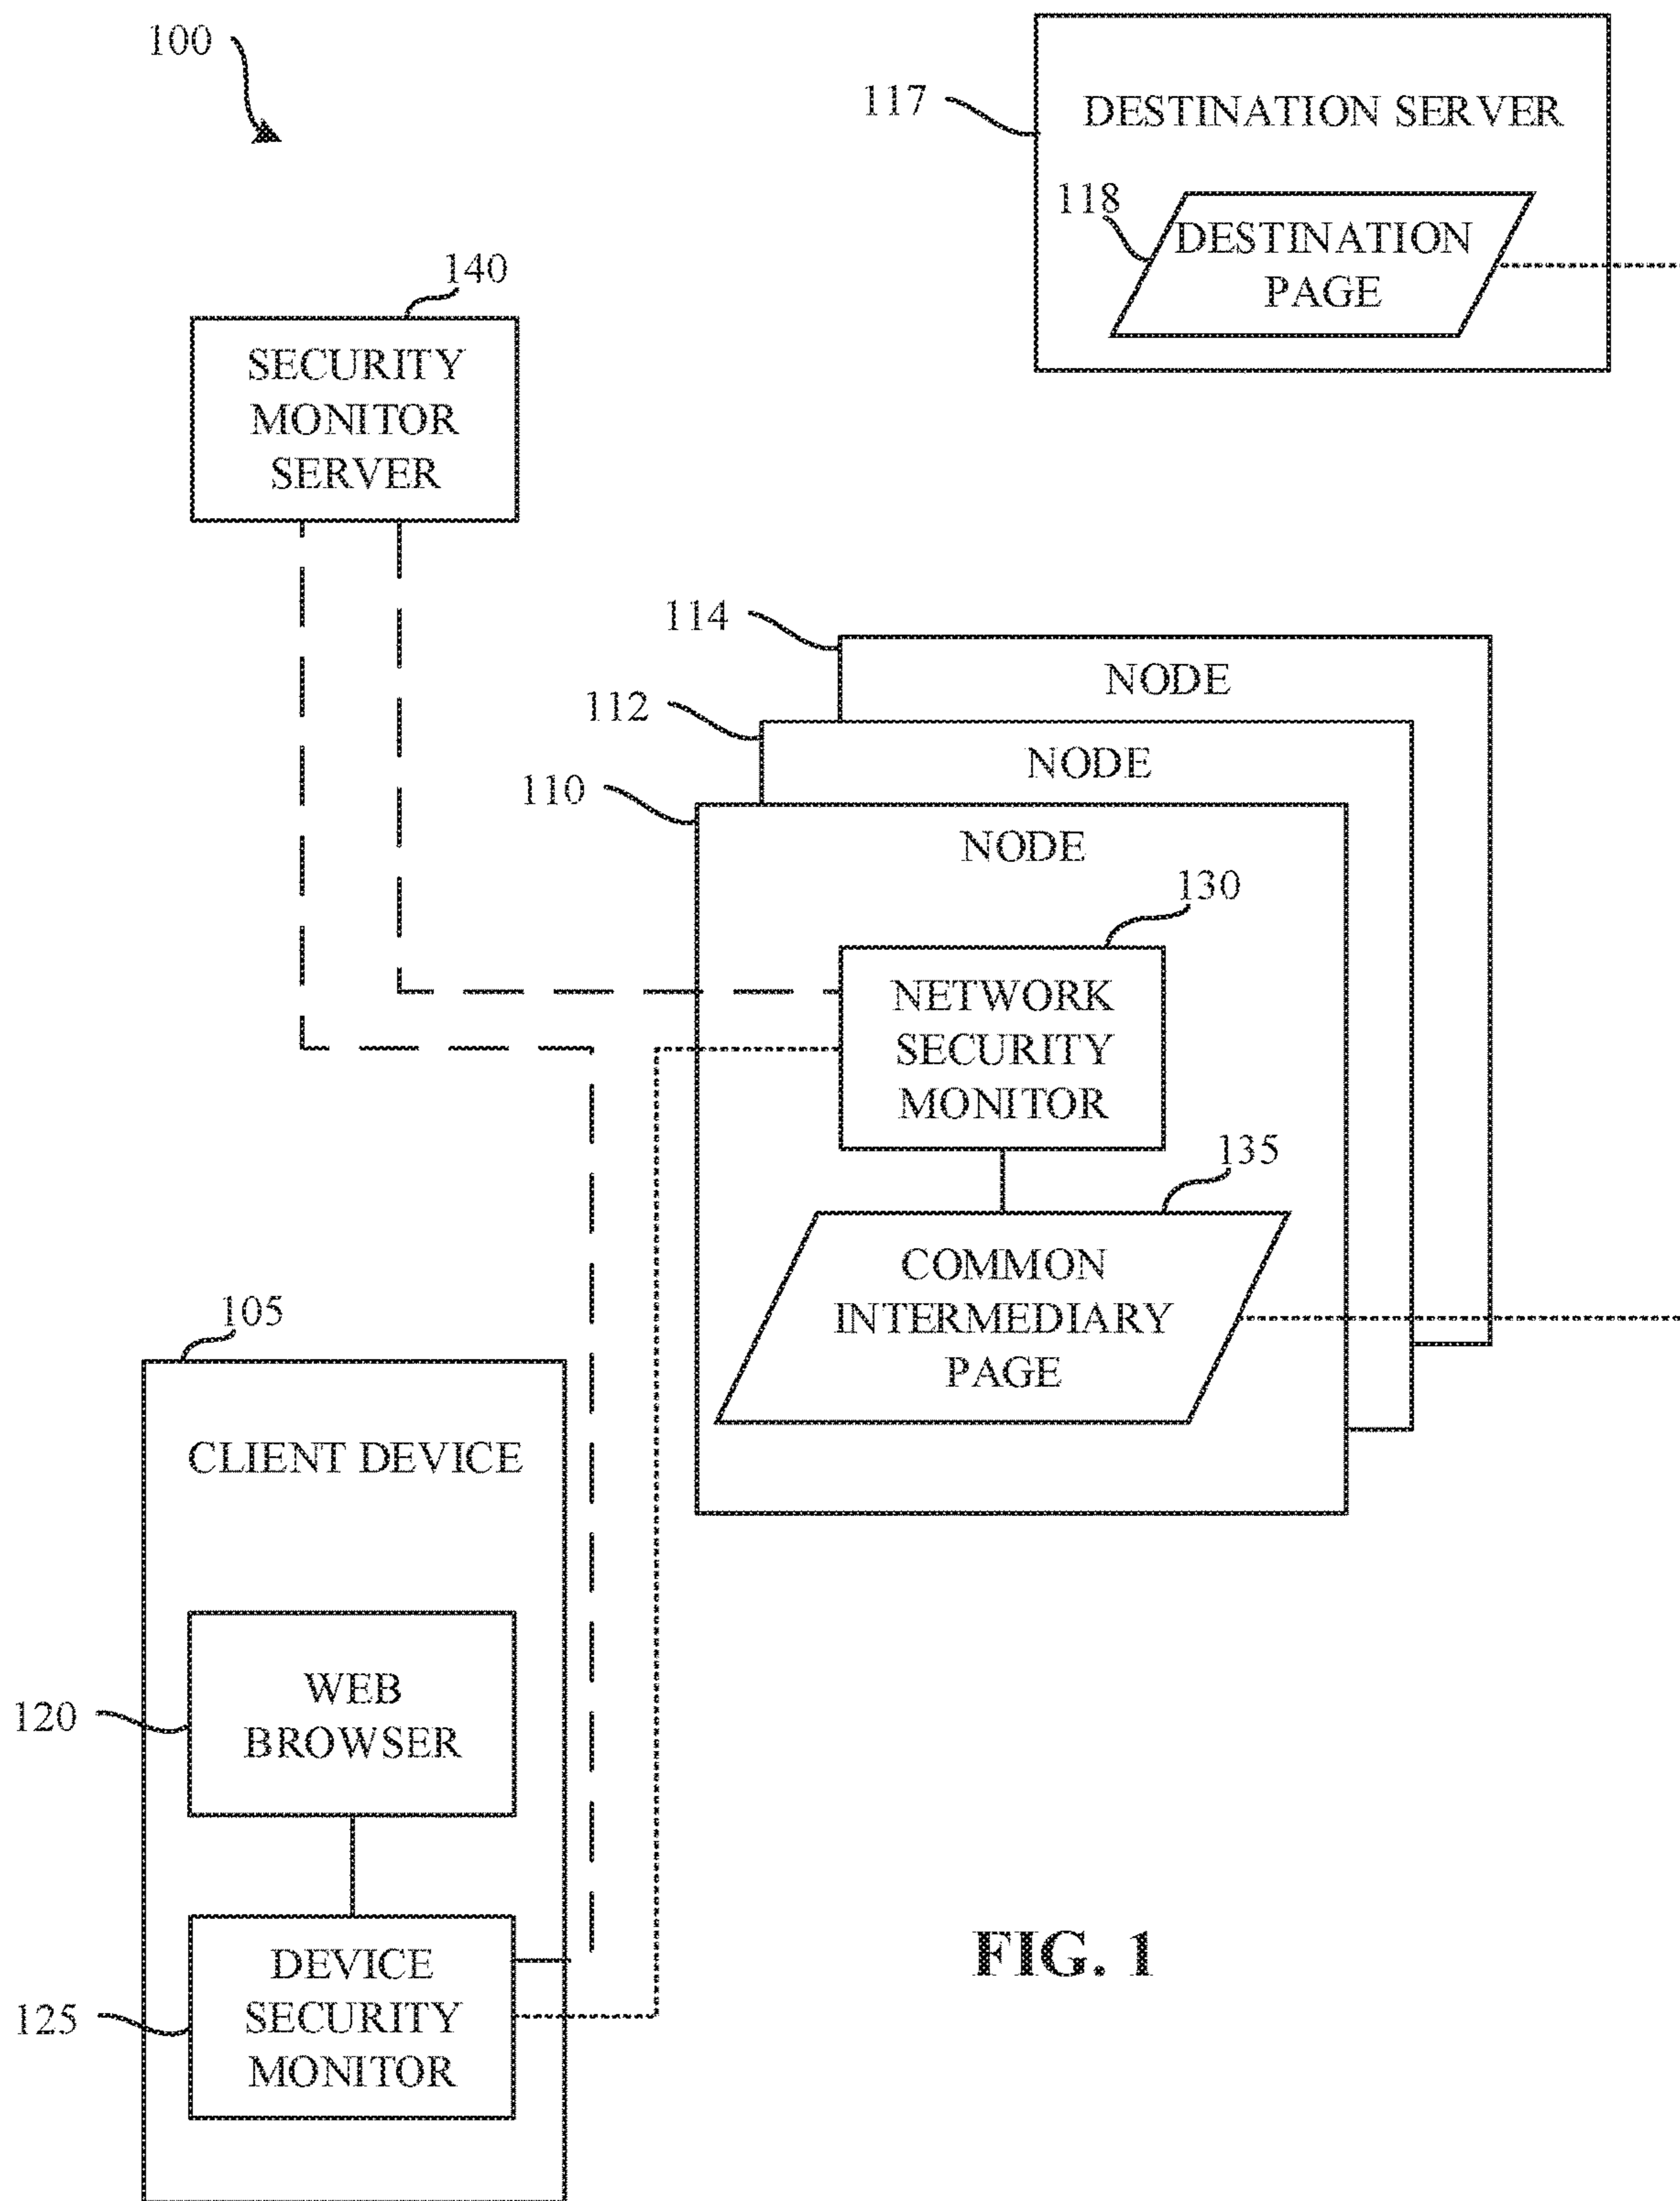 100
117
DESTINATION SERVER
118
DESTINATION
PAGE
140
SECURITY
MONITOR
SERVER
114
NODE
112
NODE
110
NODE
130
NETWORK
SECURITY
MONITOR
135
COMMON
INTERMEDIARY
PAGE
105
CLIENT DEVICE
120
WEB
BROWSER
125
DEVICE
SECURITY
MONITOR
FIG. 1